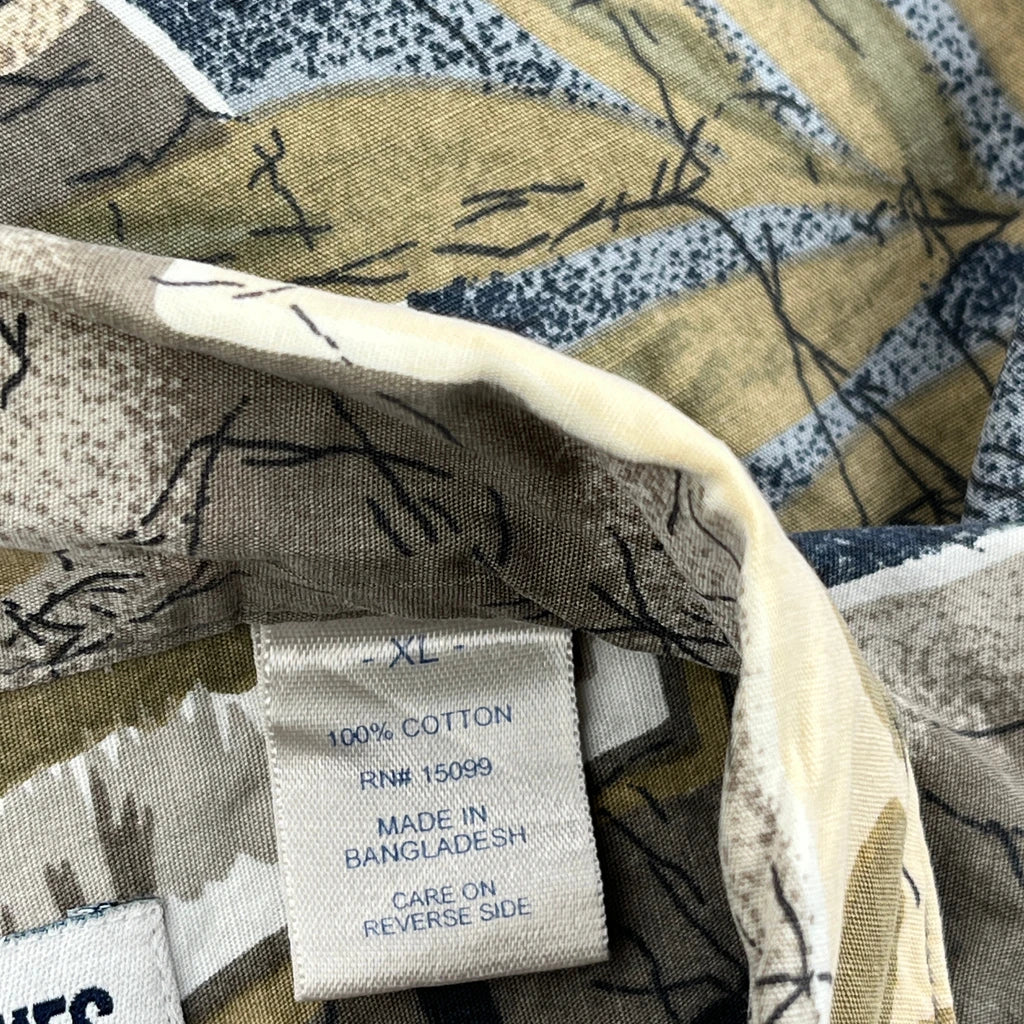 - XL -
100% COTTON
RN# 15099
MADE IN
BANGLADESH
CARE ON
REVERSE SIDE